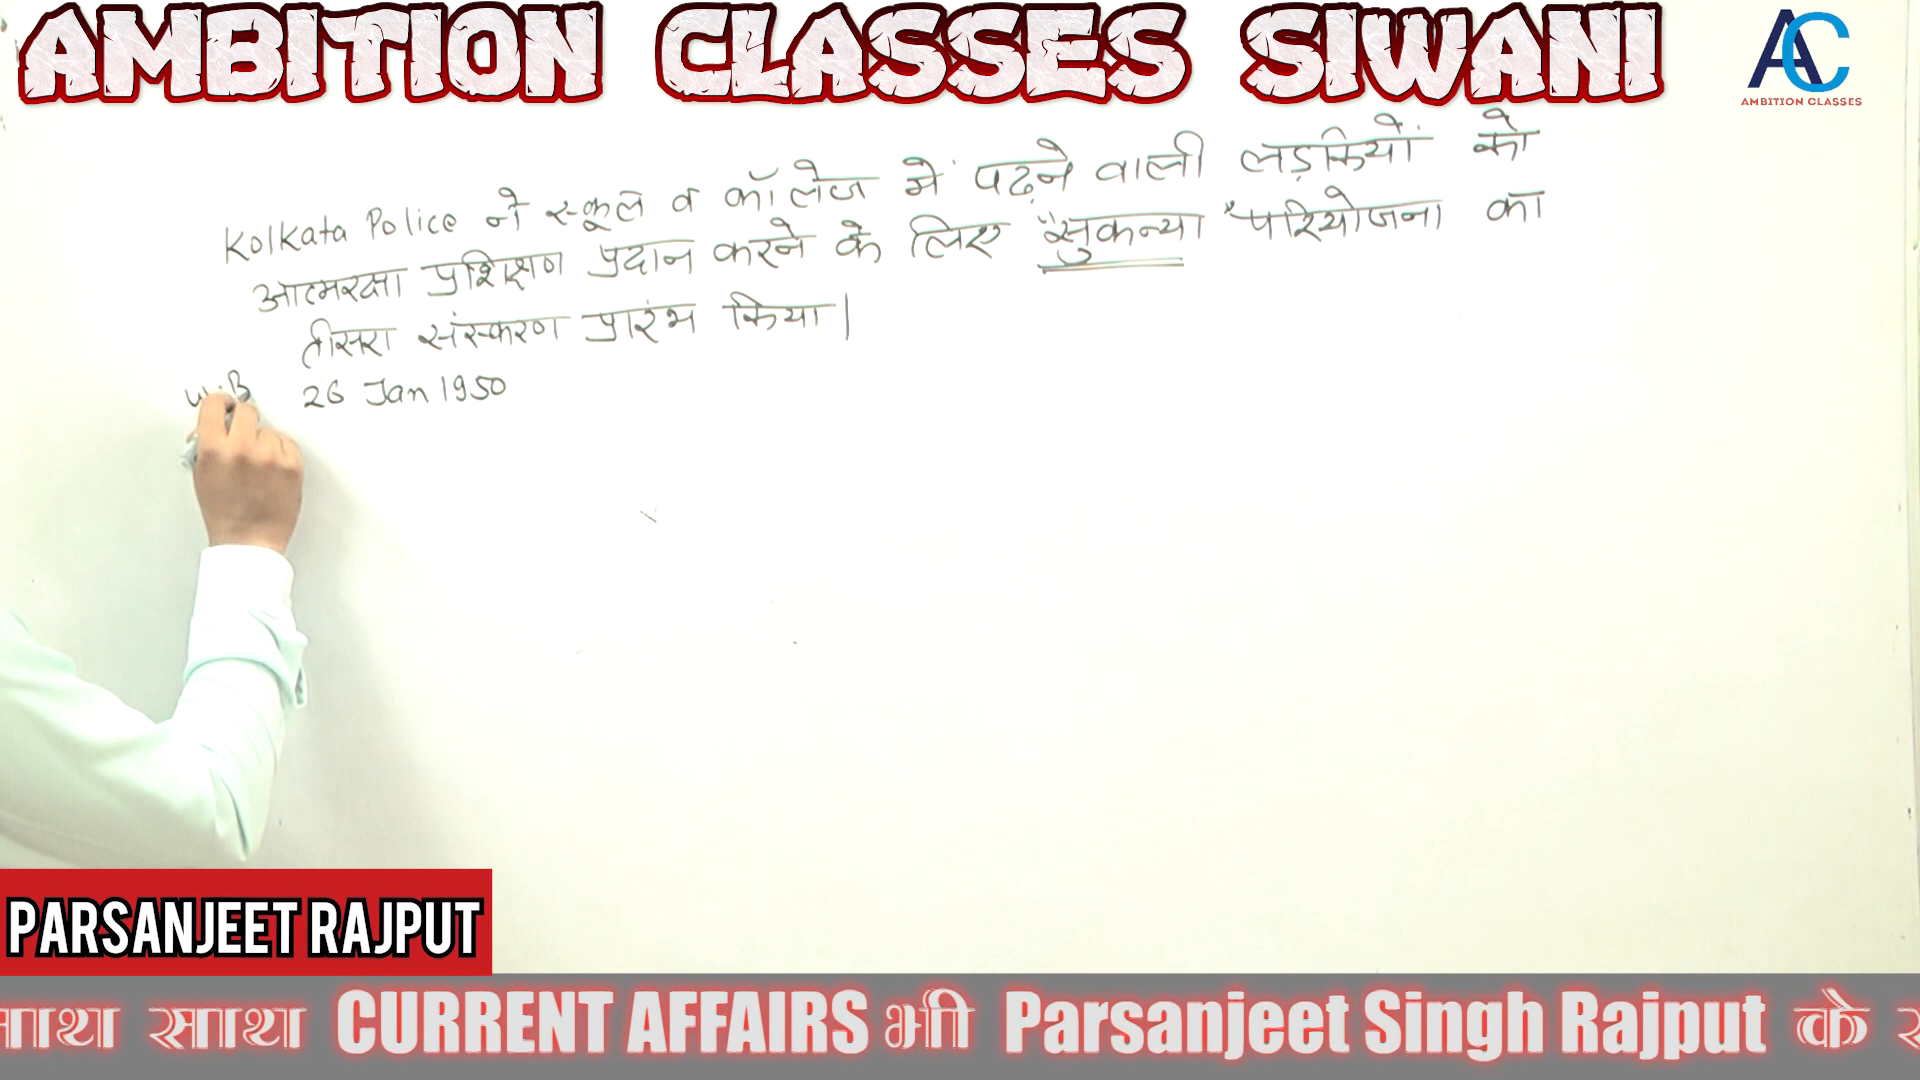 AMBITION CLASSES SIWANI
AC
AMBITION CLASSES
Kolkata Police ने स्कूल व कॉलेज में पढ़ने वाली लड़कियों को
आत्मरक्षा प्रशिक्षण प्रदान करने के लिए "सुकन्या" परियोजना का
तीसरा संस्करण प्रारंभ किया|
W.B 26 Jan 1950
PARSANJEET RAJPUT
साथ CURRENT AFFAIRS भी Parsanjeet Singh Rajput के